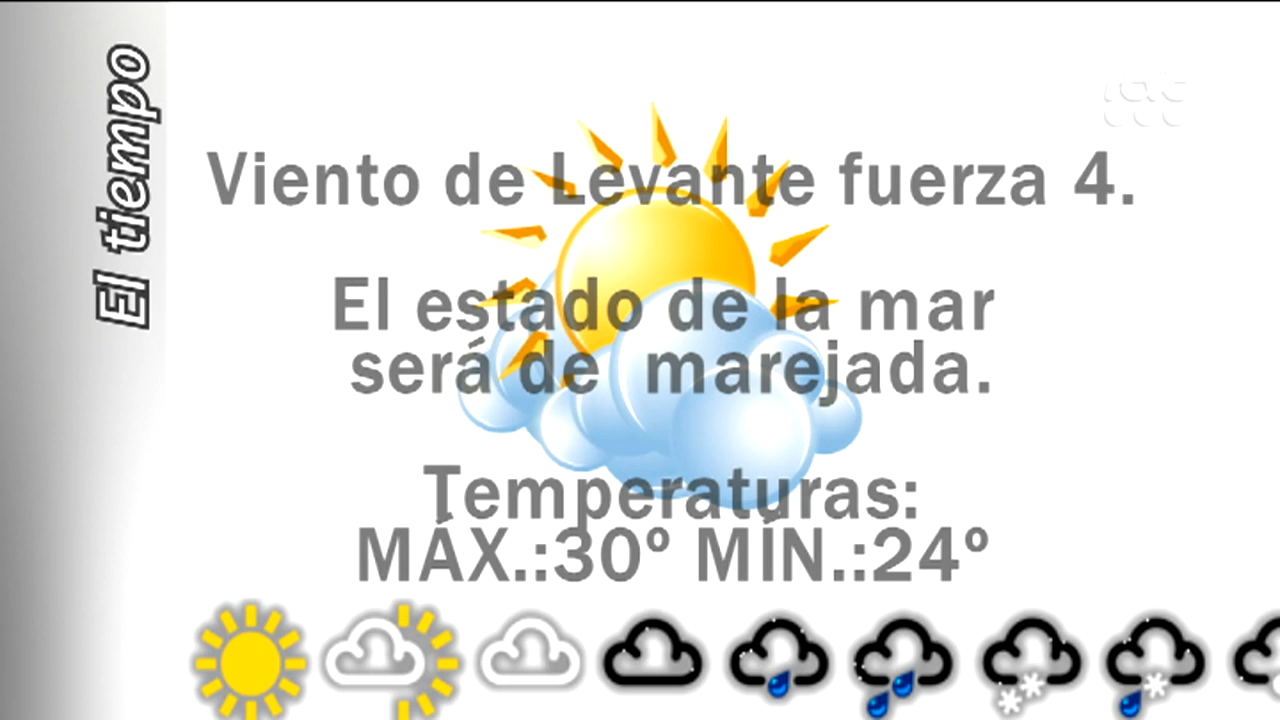 El tiempo
Viento de Levante fuerza 4.
El estado de la mar
será de marejada.
Temperaturas:
MÁX.:30º MÍN.:24º